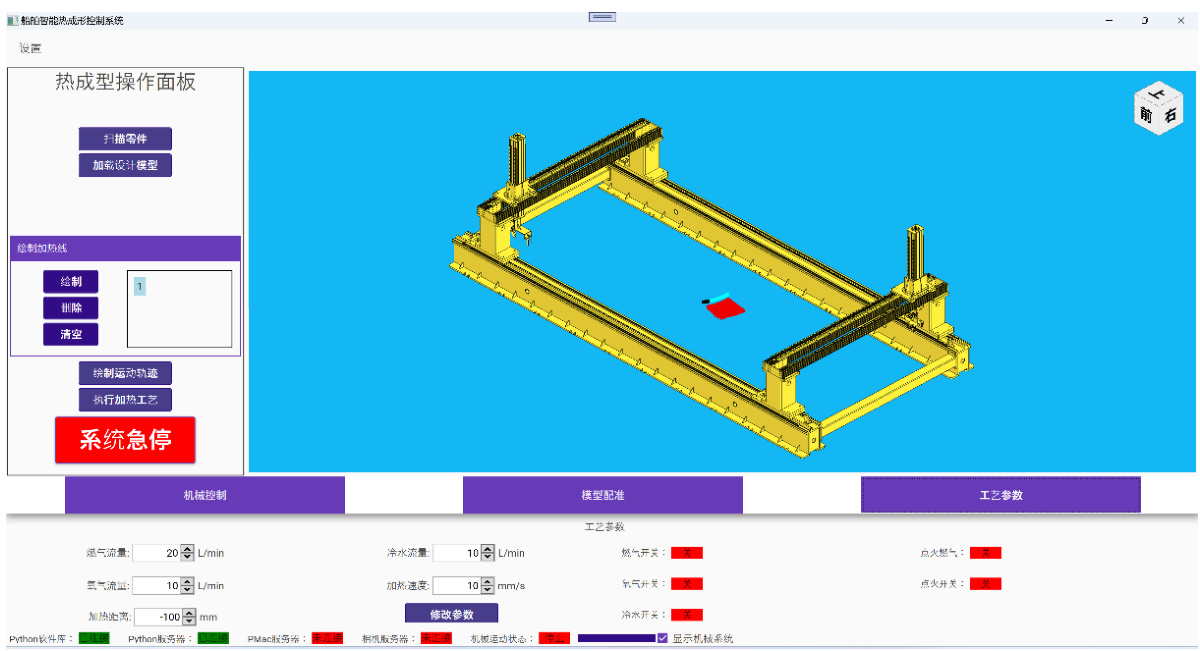 船舶智能热成形控制系统
设置
热成型操作面板
扫描零件
加载设计模型
绘制加热线
绘制
1
删除
清空
绘制运动轨迹
执行加热工艺
系统急停
上
前 右
机械控制 模型配准 工艺参数
工艺参数
燃气流量: 20 L/min 冷水流量: 10 L/min 燃气开关： 关 点火燃气： 关
氧气流量: 10 L/min 加热速度: 10 mm/s 氧气开关： 关 点火开关： 关
加热距离: -100 mm 修改参数 冷水开关： 关
Python软件库： 已连接 Python服务器： 已连接 PMac服务器： 未连接 相机服务器： 未连接 机械运动状态： 停止 显示机械系统